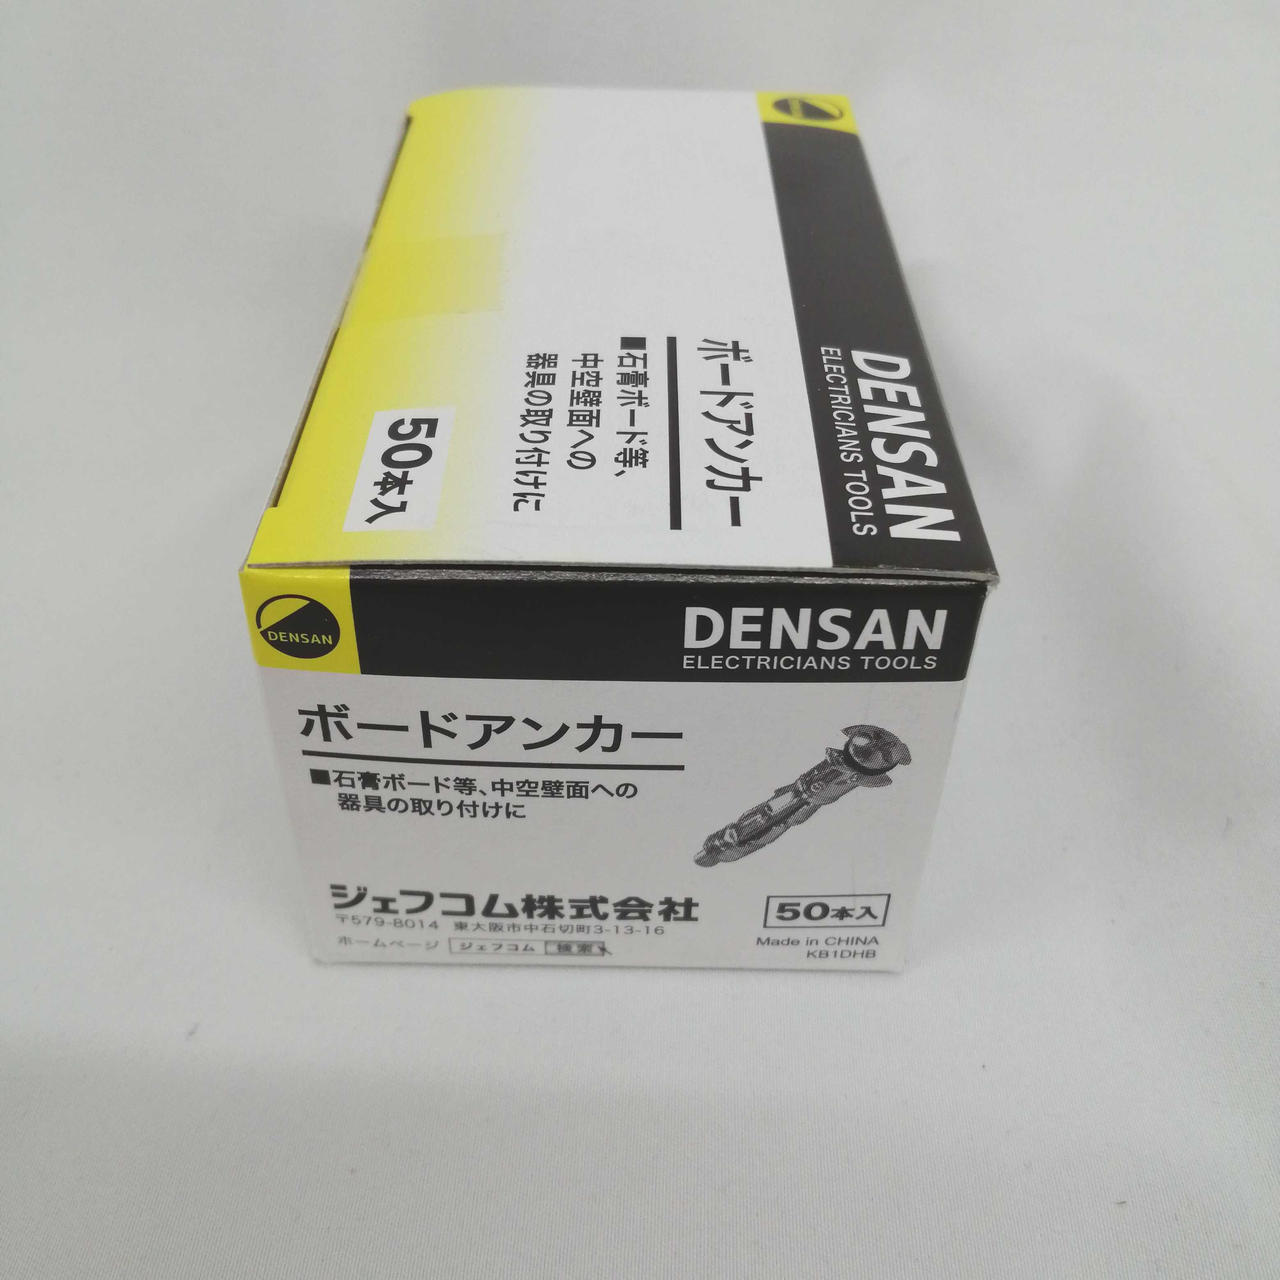 DENSAN
ELECTRICIANS TOOLS
ボードアンカー
■石膏ボード等、
中空壁面への
器具の取り付けに
50本入
DENSAN
DENSAN
ELECTRICIANS TOOLS
ボードアンカー
■石膏ボード等、中空壁面への
器具の取り付けに
ジェフコム株式会社
〒579-8014 東大阪市中石切町3-13-16
ホームページ ジェフコム 検索
50本入
Made in CHINA
KB1DHB